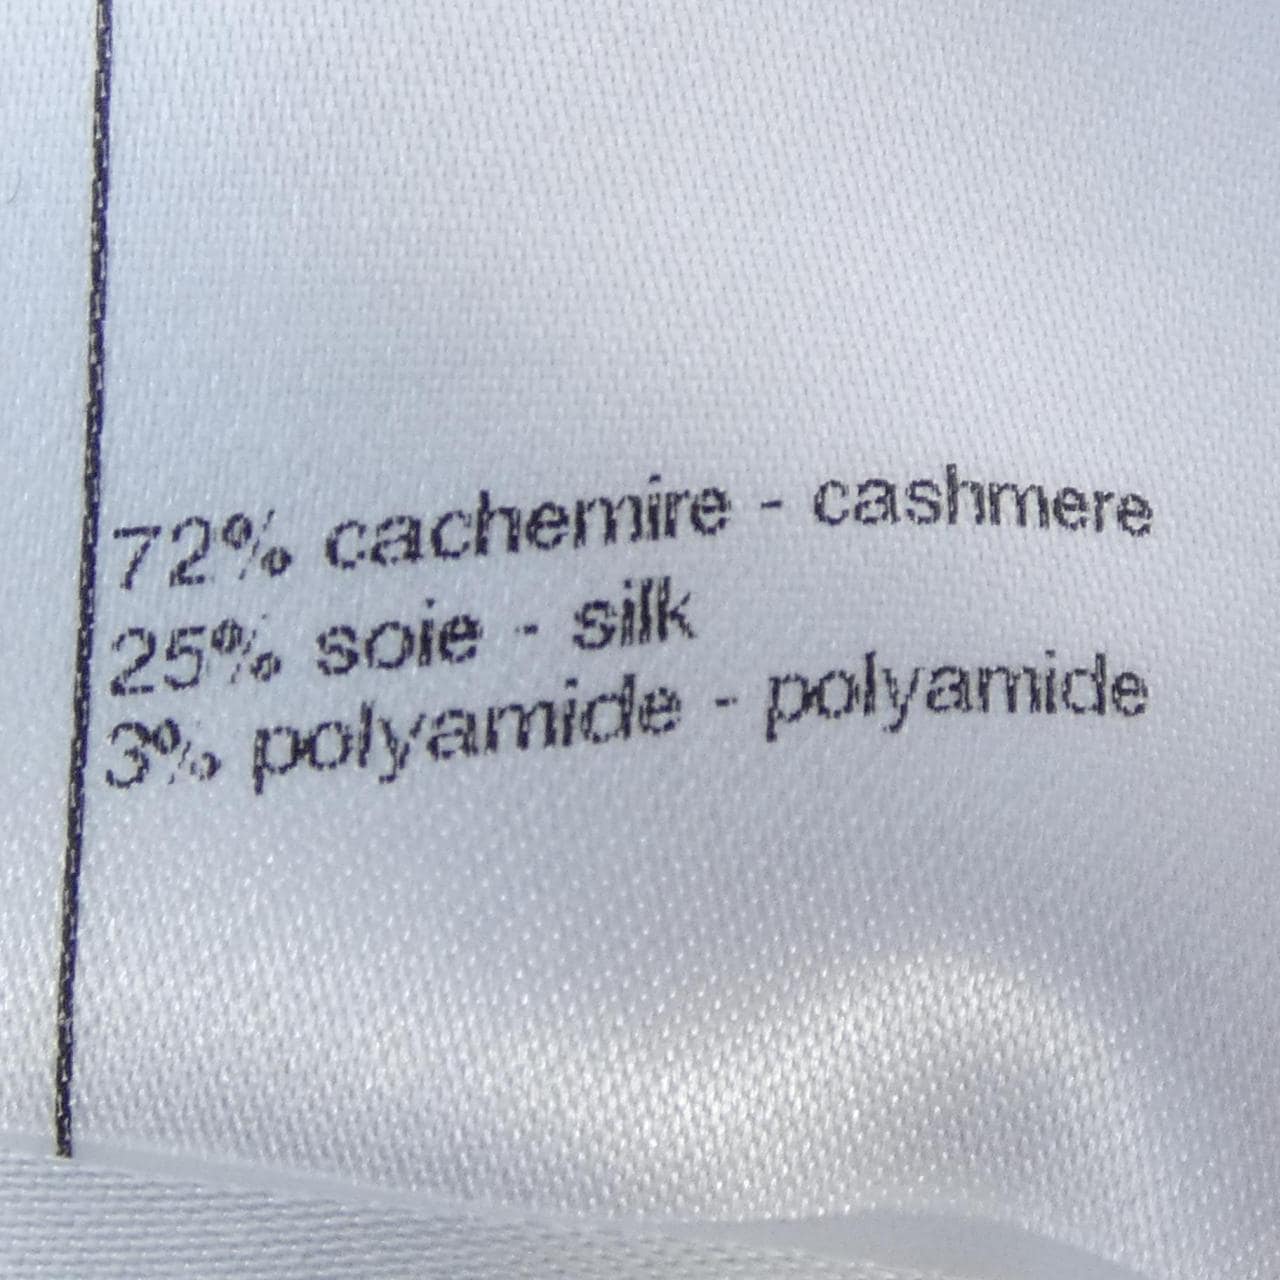 72% cachemire - cashmere
25% soie - silk
3% polyamide - polyamide